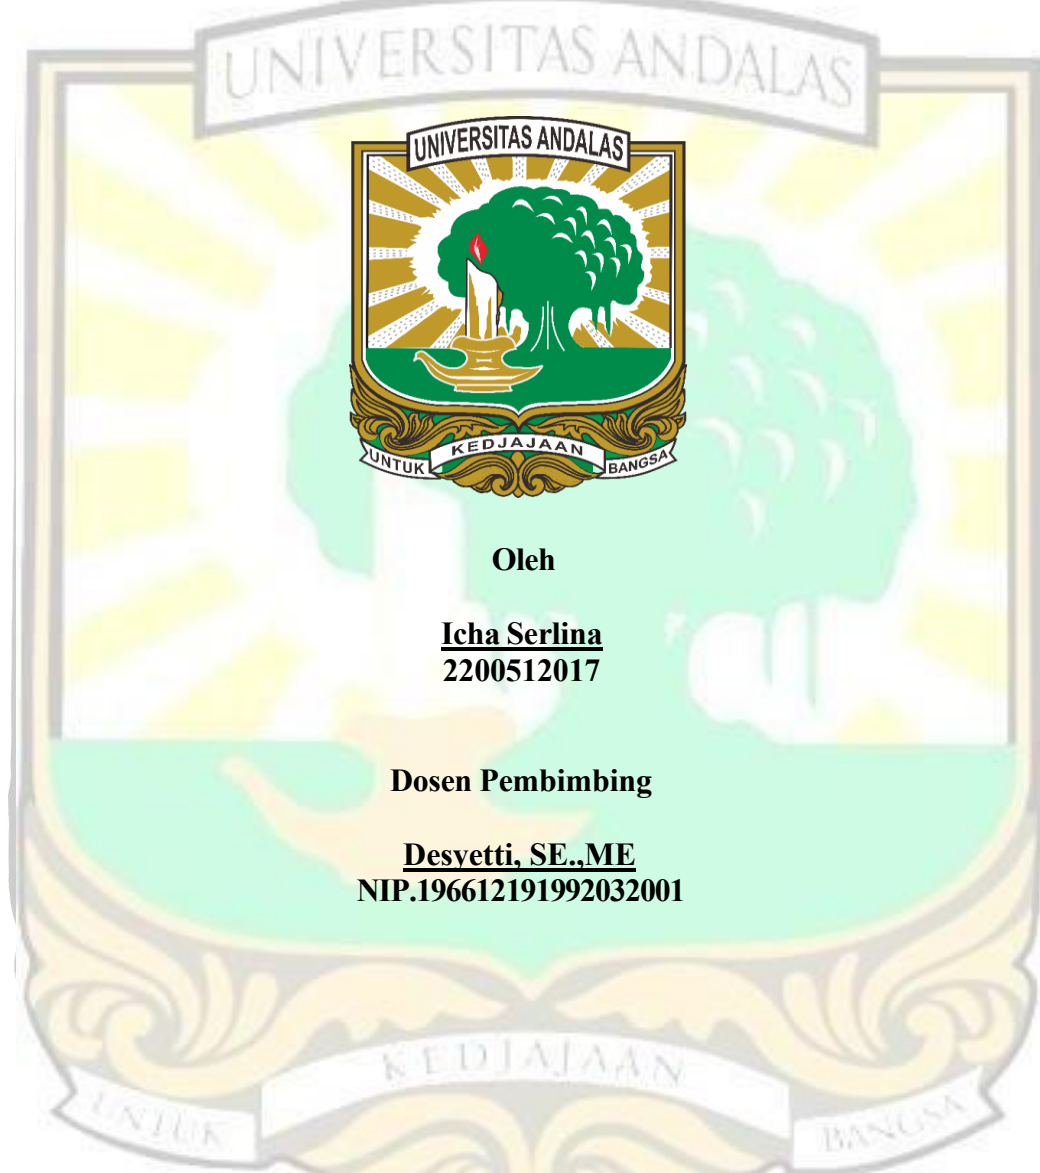 UNIVERSITAS ANDALAS
UNIVERSITAS ANDALAS
UNTUK KEDJAJAAN BANGSA
Oleh
Icha Serlina
2200512017
Dosen Pembimbing
Desyetti, SE.,ME
NIP.196612191992032001
UNTUK KEDJAJAAN BANGSA